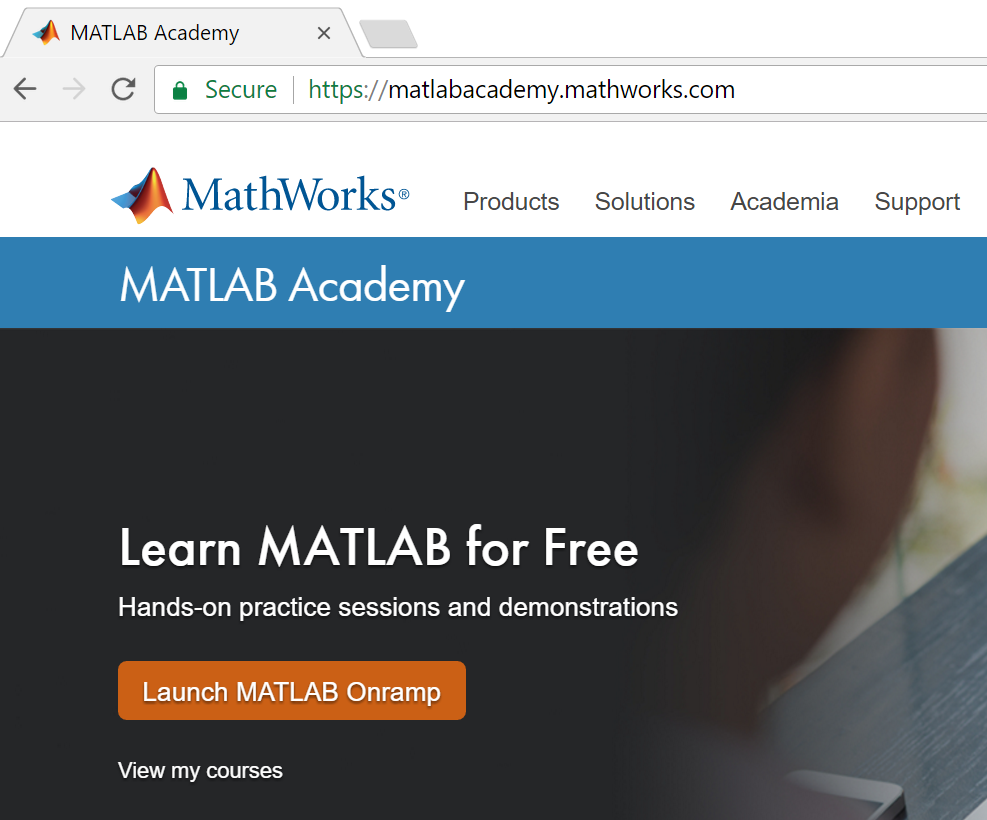 MATLAB Academy
Secure https://matlabacademy.mathworks.com
MathWorks® Products Solutions Academia Support
MATLAB Academy
Learn MATLAB for Free
Hands-on practice sessions and demonstrations
Launch MATLAB Onramp
View my courses